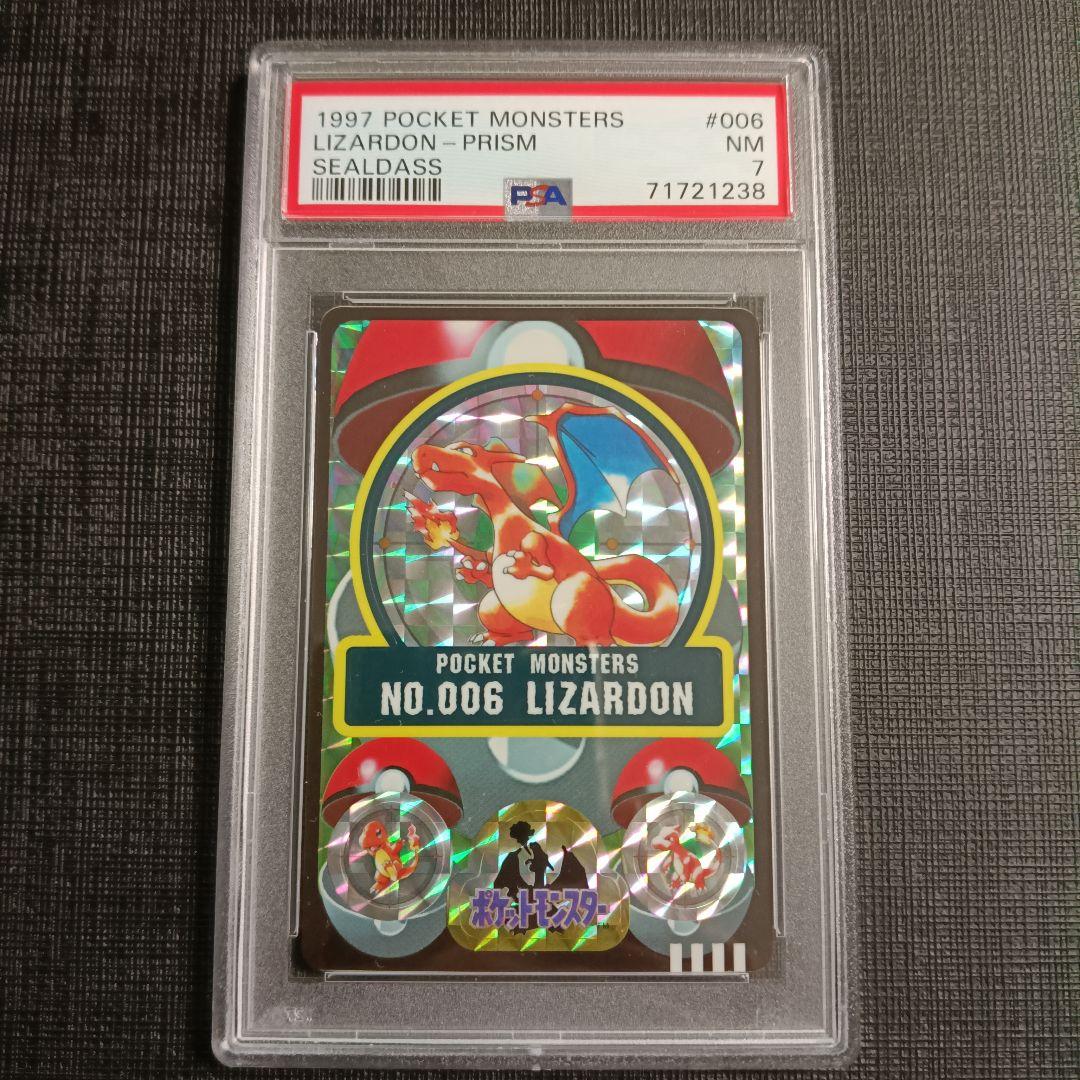 1997 POCKET MONSTERS #006
LIZARDON - PRISM NM
SEALDASS 7
PSA 71721238
POCKET MONSTERS
NO.006 LIZARDON
ポケットモンスター
TM